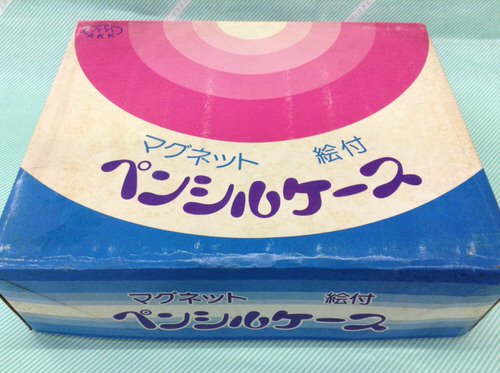 AKK
マグネット 絵付
ペンシルケース
マグネット 絵付
ペンシルケース